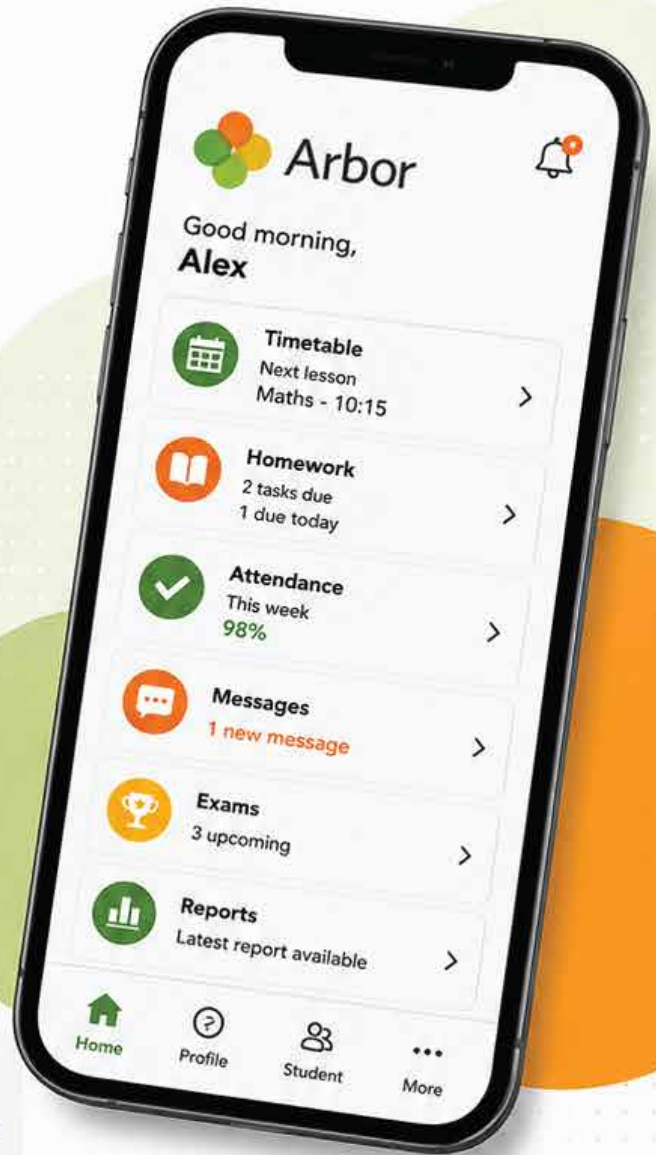 Arbor
Good morning,
Alex
Timetable
Next lesson
Maths - 10:15
Homework
2 tasks due
1 due today
Attendance
This week
98%
Messages
1 new message
Exams
3 upcoming
Reports
Latest report available
Home
Profile
Student
More